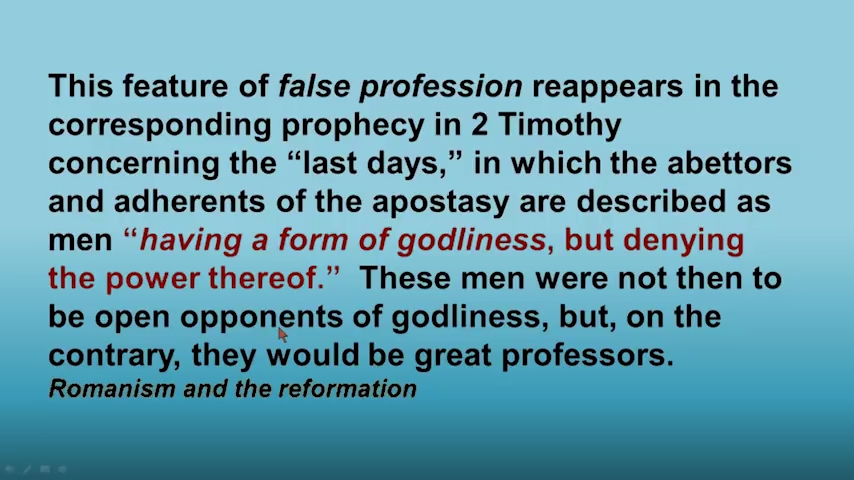 This feature of false profession reappears in the
corresponding prophecy in 2 Timothy
concerning the “last days,” in which the abettors
and adherents of the apostasy are described as
men “having a form of godliness, but denying
the power thereof.” These men were not then to
be open opponents of godliness, but, on the
contrary, they would be great professors.
Romanism and the reformation